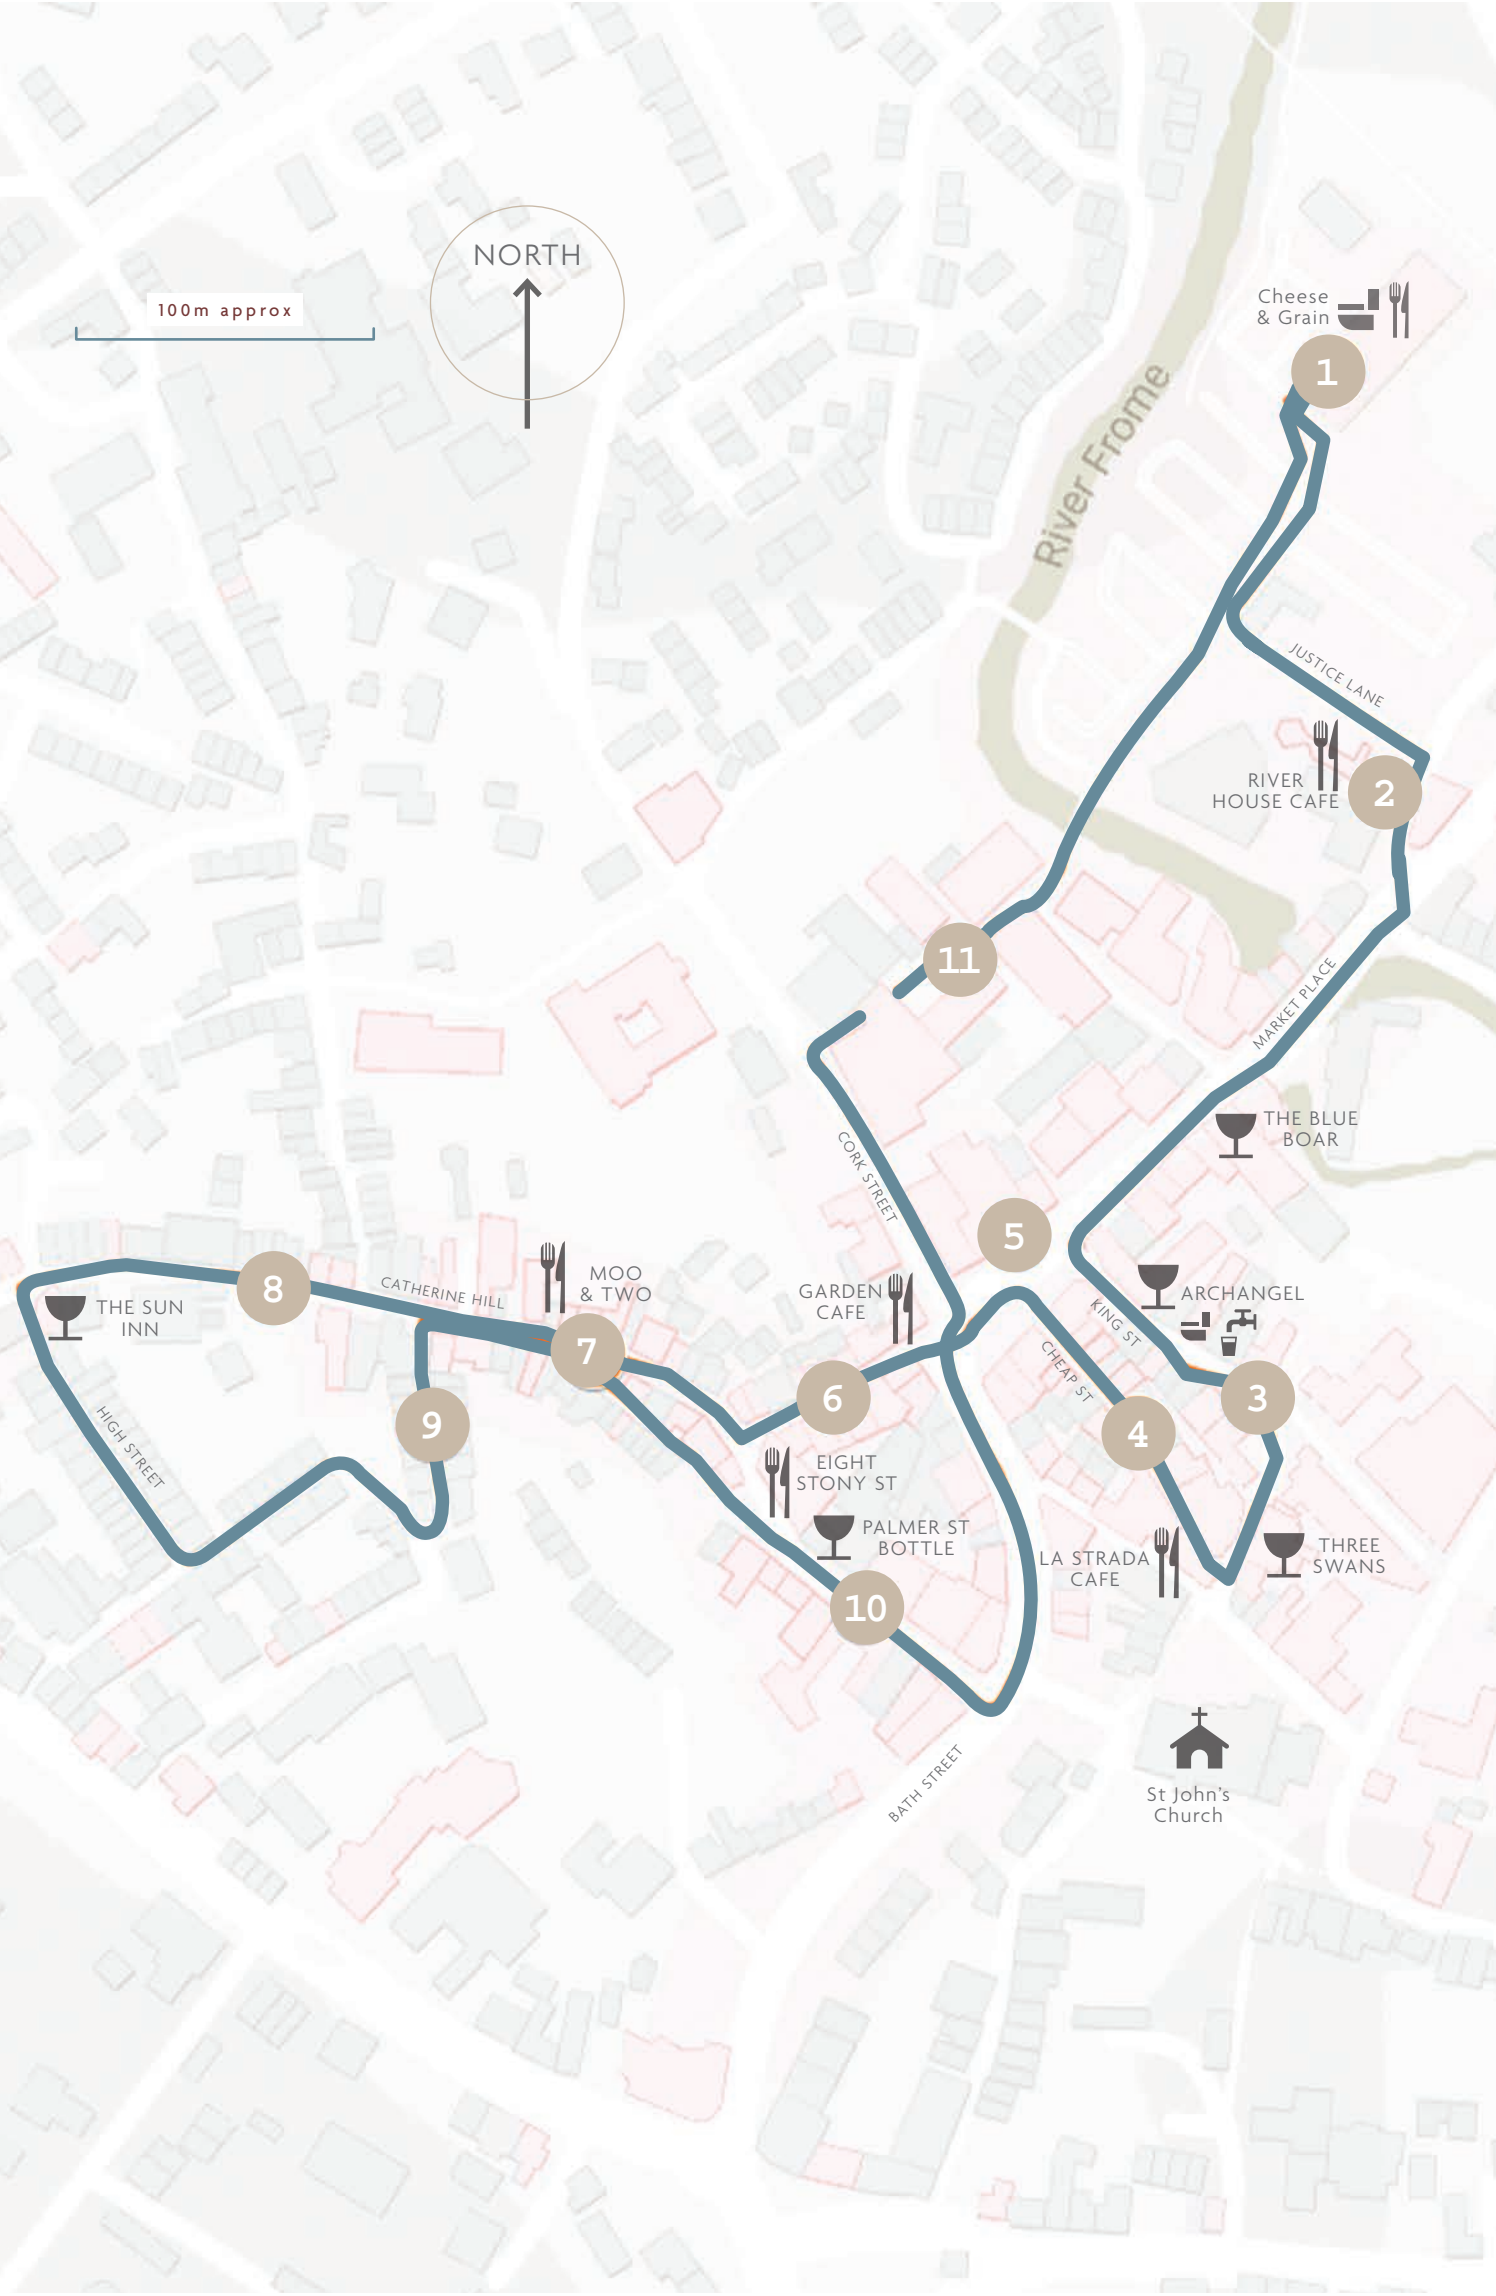 NORTH
100m approx
Cheese
& Grain
1
River Frome
JUSTICE LANE
RIVER
HOUSE CAFE
2
11
MARKET PLACE
THE BLUE
BOAR
CORK STREET
5
8
CATHERINE HILL
MOO
& TWO
GARDEN
CAFE
ARCHANGEL
KING ST
THE SUN
INN
7
CHEAP ST
6
3
9
4
HIGH STREET
EIGHT
STONY ST
PALMER ST
BOTTLE
LA STRADA
CAFE
THREE
SWANS
10
BATH STREET
St John's
Church